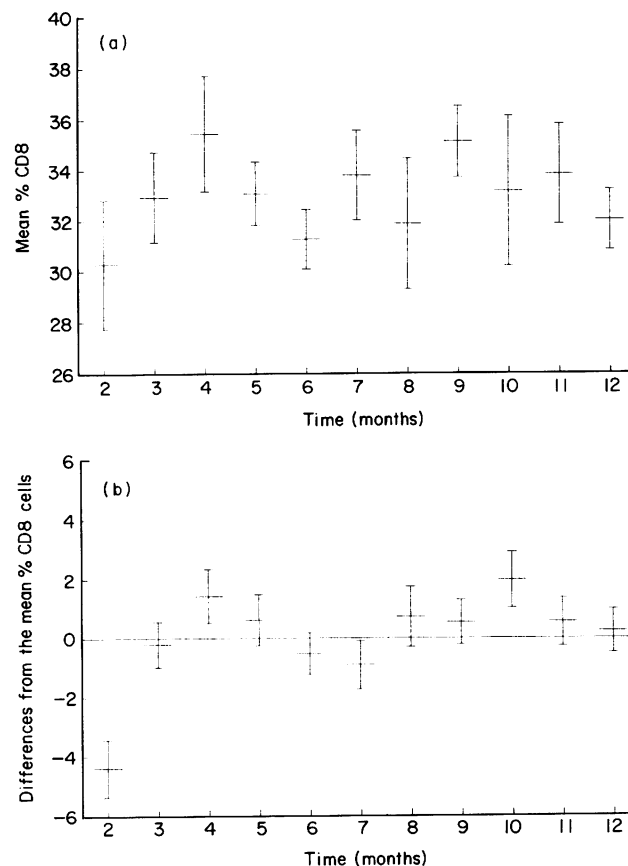 (a)
Mean % CD8
40
38
36
34
32
30
28
26
2 3 4 5 6 7 8 9 10 11 12
Time (months)
(b)
Differences from the mean % CD8 cells
6
4
2
0
−2
−4
−6
2 3 4 5 6 7 8 9 10 11 12
Time (months)